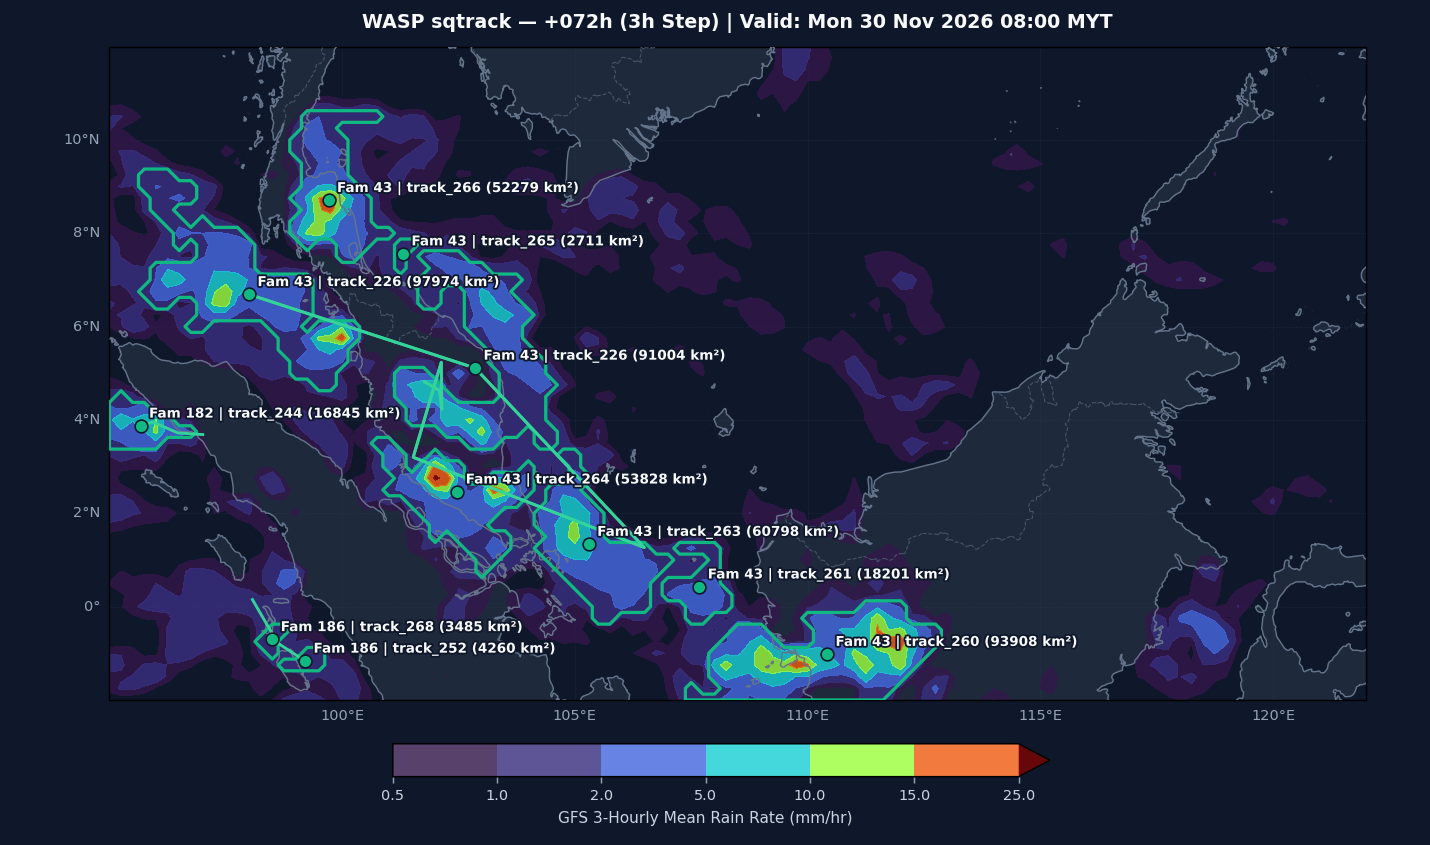 WASP sqtrack — +072h (3h Step) | Valid: Mon 30 Nov 2026 08:00 MYT
10°N
8°N
6°N
4°N
2°N
0°
Fam 43 | track_266 (52279 km²)
Fam 43 | track_265 (2711 km²)
Fam 43 | track_226 (97974 km²)
Fam 43 | track_226 (91004 km²)
Fam 182 | track_244 (16845 km²)
Fam 43 | track_264 (53828 km²)
Fam 43 | track_263 (60798 km²)
Fam 43 | track_261 (18201 km²)
Fam 186 | track_268 (3485 km²)
Fam 43 | track_260 (93908 km²)
Fam 186 | track_252 (4260 km²)
100°E 105°E 110°E 115°E 120°E
0.5 1.0 2.0 5.0 10.0 15.0 25.0
GFS 3-Hourly Mean Rain Rate (mm/hr)